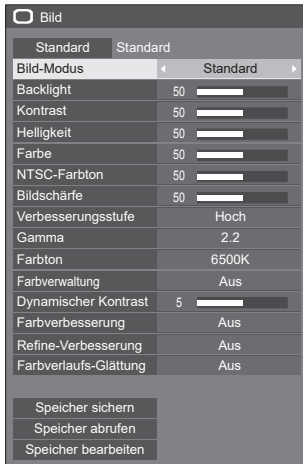 Bild
Standard Standard
Bild-Modus Standard
Backlight 50
Kontrast 50
Helligkeit 50
Farbe 50
NTSC-Farbton 50
Bildschärfe 50
Verbesserungsstufe Hoch
Gamma 2.2
Farbton 6500K
Farbverwaltung Aus
Dynamischer Kontrast 5
Farbverbesserung Aus
Refine-Verbesserung Aus
Farbverlaufs-Glättung Aus
Speicher sichern
Speicher abrufen
Speicher bearbeiten